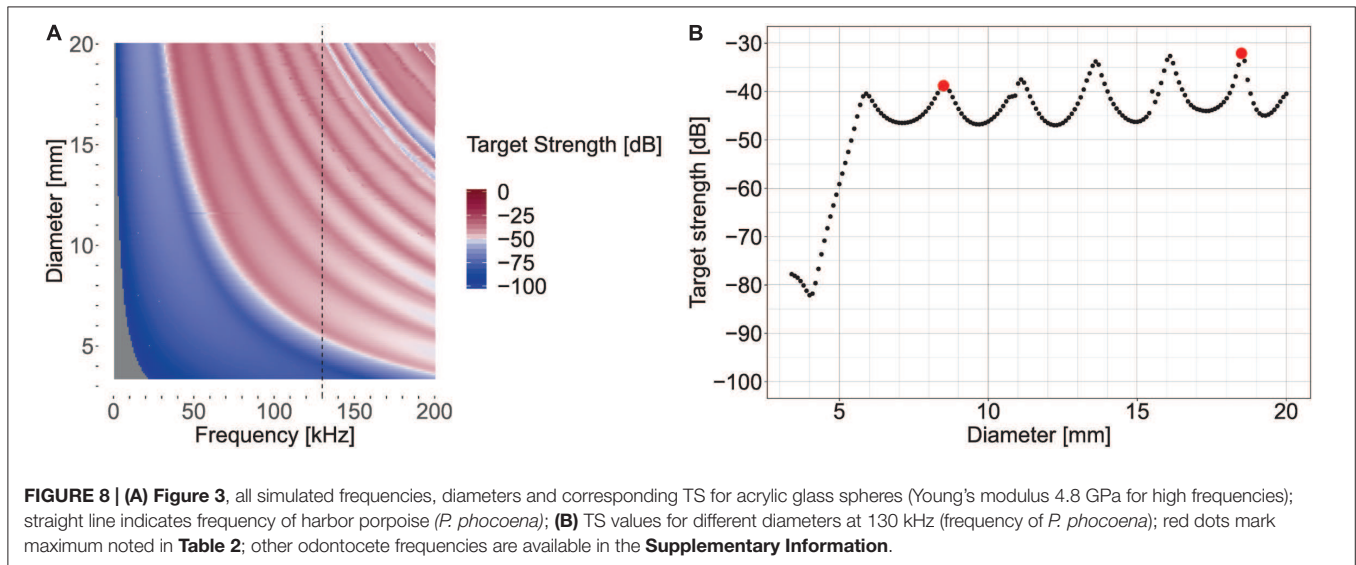 A
20
15
10
5
Diameter [mm]
0 50 100 150 200
Frequency [kHz]
Target Strength [dB]
0
−25
−50
−75
−100
B
−30
−40
−50
−60
−70
−80
−90
−100
Target strength [dB]
5 10 15 20
Diameter [mm]
FIGURE 8 | (A) Figure 3, all simulated frequencies, diameters and corresponding TS for acrylic glass spheres (Young's modulus 4.8 GPa for high frequencies);
straight line indicates frequency of harbor porpoise (P. phocoena); (B) TS values for different diameters at 130 kHz (frequency of P. phocoena); red dots mark
maximum noted in Table 2; other odontocete frequencies are available in the Supplementary Information.